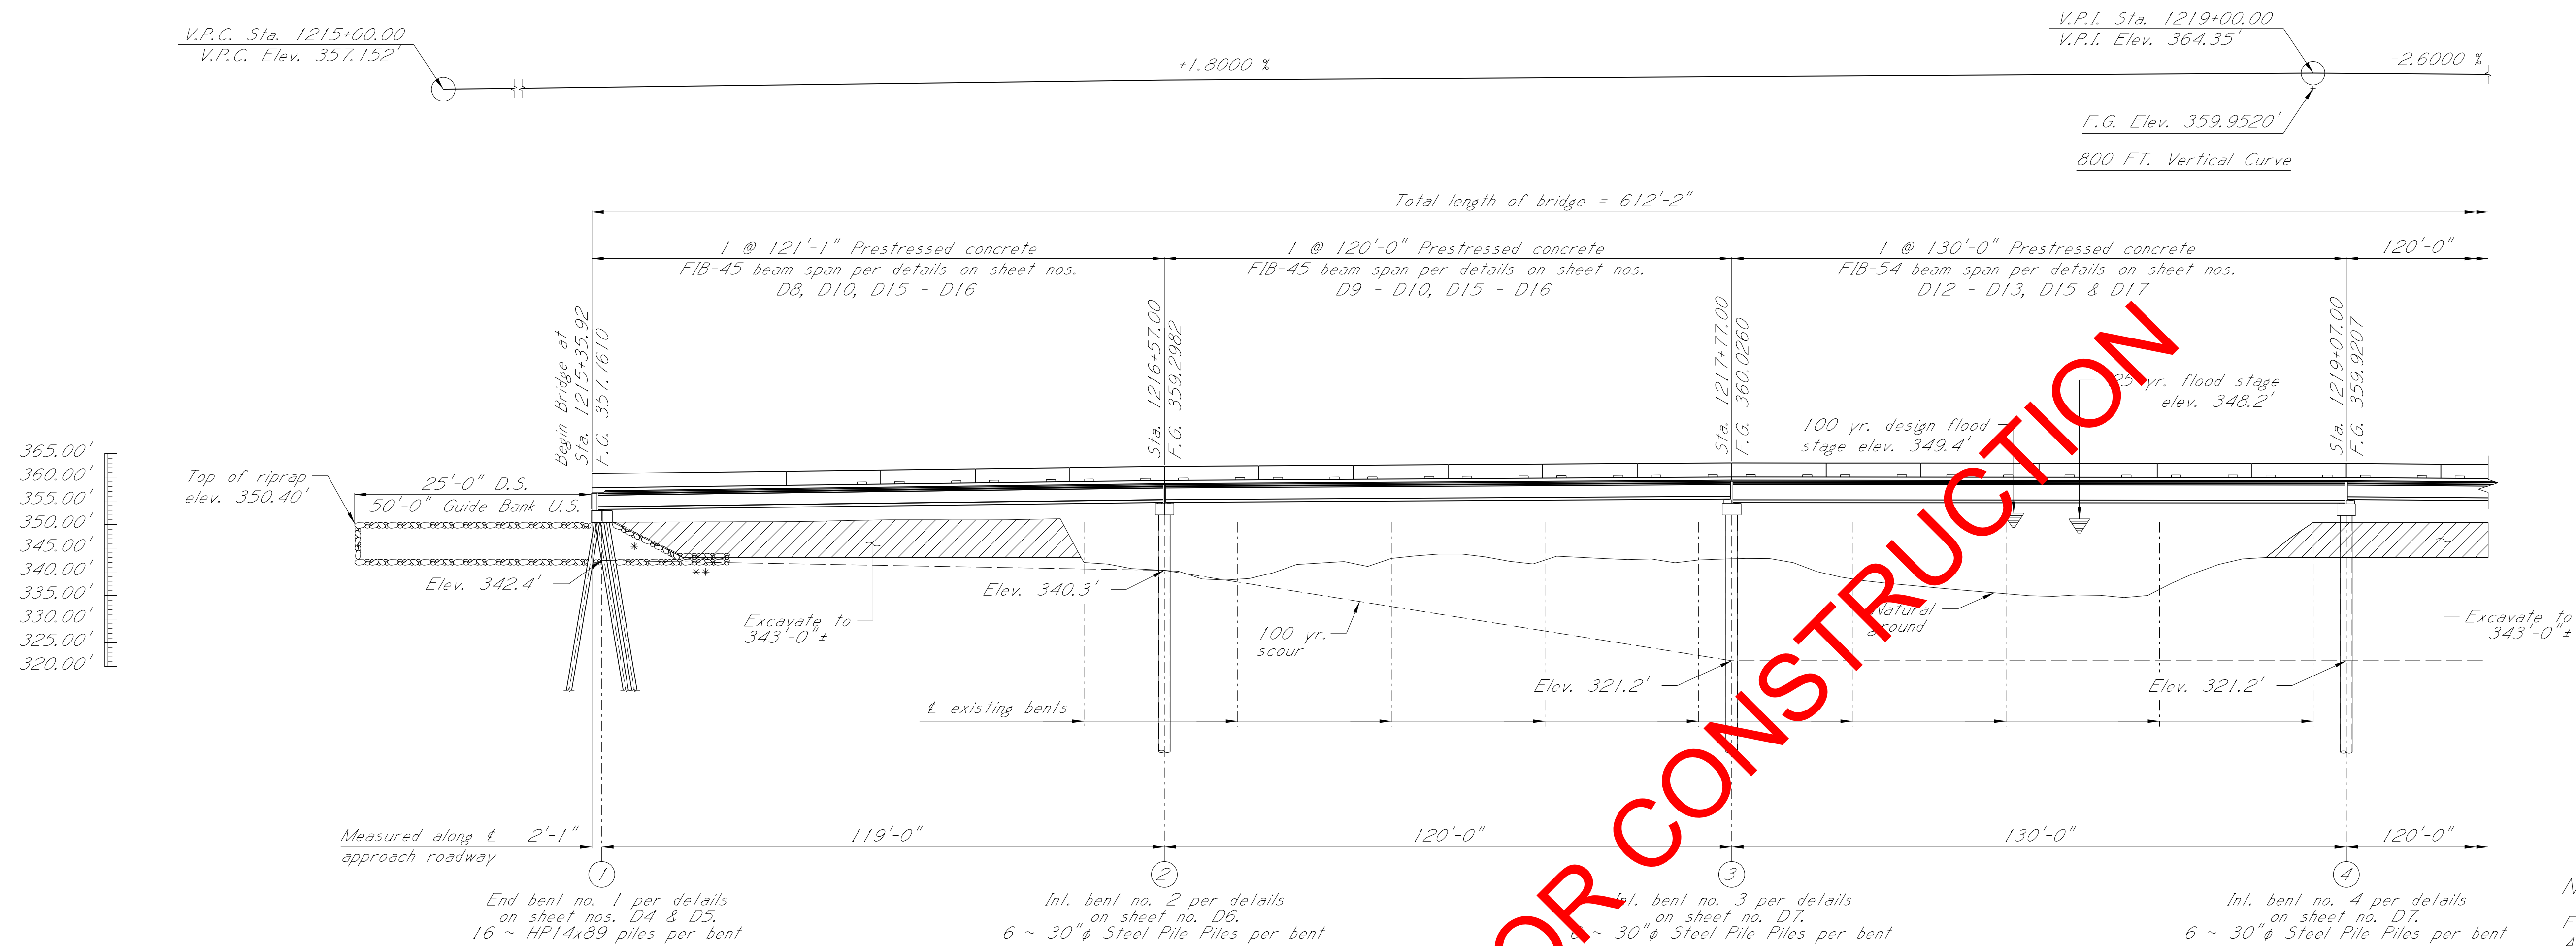 V.P.C. Sta. 1215+00.00
V.P.C. Elev. 357.152'
+1.8000 %
V.P.I. Sta. 1219+00.00
V.P.I. Elev. 364.35'
-2.6000 %
F.G. Elev. 359.9520'
800 FT. Vertical Curve
Total length of bridge = 612'-2"
1 @ 121'-1" Prestressed concrete
FIB-45 beam span per details on sheet nos.
D8, D10, D15 - D16
1 @ 120'-0" Prestressed concrete
FIB-45 beam span per details on sheet nos.
D9 - D10, D15 - D16
1 @ 130'-0" Prestressed concrete
FIB-54 beam span per details on sheet nos.
D12 - D13, D15 & D17
120'-0"
Begin Bridge at
Sta. 1215+35.92
F.G. 357.7610
Sta. 1216+57.00
F.G. 359.2982
Sta. 1217+77.00
F.G. 360.0260
Sta. 1219+07.00
F.G. 359.9207
yr. flood stage
elev. 348.2'
100 yr. design flood
stage elev. 349.4'
365.00'
360.00'
355.00'
350.00'
345.00'
340.00'
335.00'
330.00'
325.00'
320.00'
Top of riprap
elev. 350.40'
25'-0" D.S.
50'-0" Guide Bank U.S.
*
**
Elev. 342.4'
Excavate to
343'-0"±
Elev. 340.3'
100 yr.
scour
Natural
ground
Excavate to
343'-0"±
Elev. 321.2'
Elev. 321.2'
℄ existing bents
Measured along ℄
approach roadway
2'-1"
119'-0"
120'-0"
130'-0"
120'-0"
1
2
3
4
End bent no. 1 per details
on sheet nos. D4 & D5.
16 ~ HP14x89 piles per bent
Int. bent no. 2 per details
on sheet no. D6.
6 ~ 30"φ Steel Pile Piles per bent
Int. bent no. 3 per details
on sheet no. D7.
6 ~ 30"φ Steel Pile Piles per bent
Int. bent no. 4 per details
on sheet no. D7.
6 ~ 30"φ Steel Pile Piles per bent
OR CONSTRUCTION